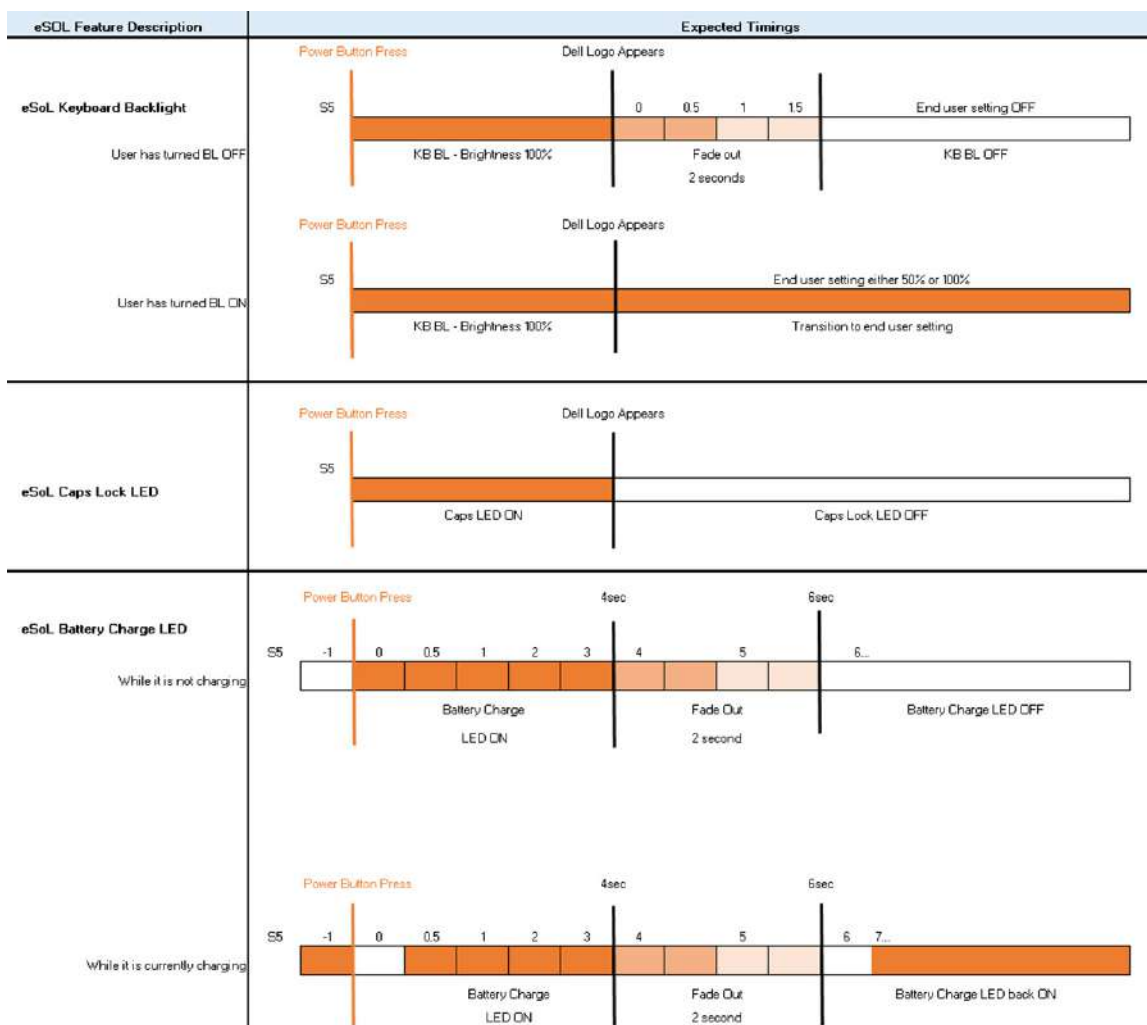 eSOL Feature Description
Expected Timings
Power Button Press
Dell Logo Appears
eSoL Keyboard Backlight
S5
0 0.5 1 1.5
End user setting OFF
User has turned BL OFF
KB BL - Brightness 100%
Fade out
KB BL OFF
2 seconds
Power Button Press
Dell Logo Appears
S5
End user setting either 50% or 100%
User has turned BL ON
KB BL - Brightness 100%
Transition to end user setting
Power Button Press
Dell Logo Appears
S5
eSoL Caps Lock LED
Caps LED ON
Caps Lock LED OFF
Power Button Press
4sec
6sec
eSoL Battery Charge LED
S5 -1 0 0.5 1 2 3 4 5 6...
While it is not charging
Battery Charge
Fade Out
Battery Charge LED OFF
LED ON
2 second
Power Button Press
4sec
6sec
S5 -1 0 0.5 1 2 3 4 5 6 7...
While it is currently charging
Battery Charge
Fade Out
Battery Charge LED back ON
LED ON
2 second